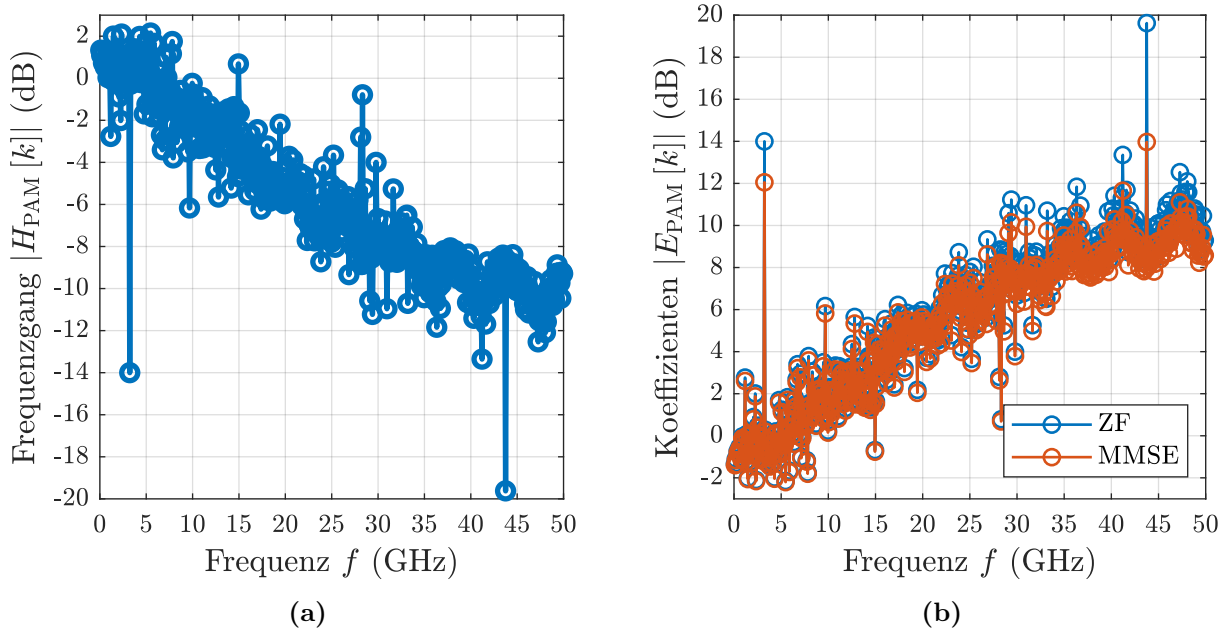 Frequenzgang |H_PAM [k]| (dB)
2
0
-2
-4
-6
-8
-10
-12
-14
-16
-18
-20
0 5 10 15 20 25 30 35 40 45 50
Frequenz f (GHz)
(a)
Koeffizienten |E_PAM [k]| (dB)
20
18
16
14
12
10
8
6
4
2
0
-2
ZF
MMSE
0 5 10 15 20 25 30 35 40 45 50
Frequenz f (GHz)
(b)